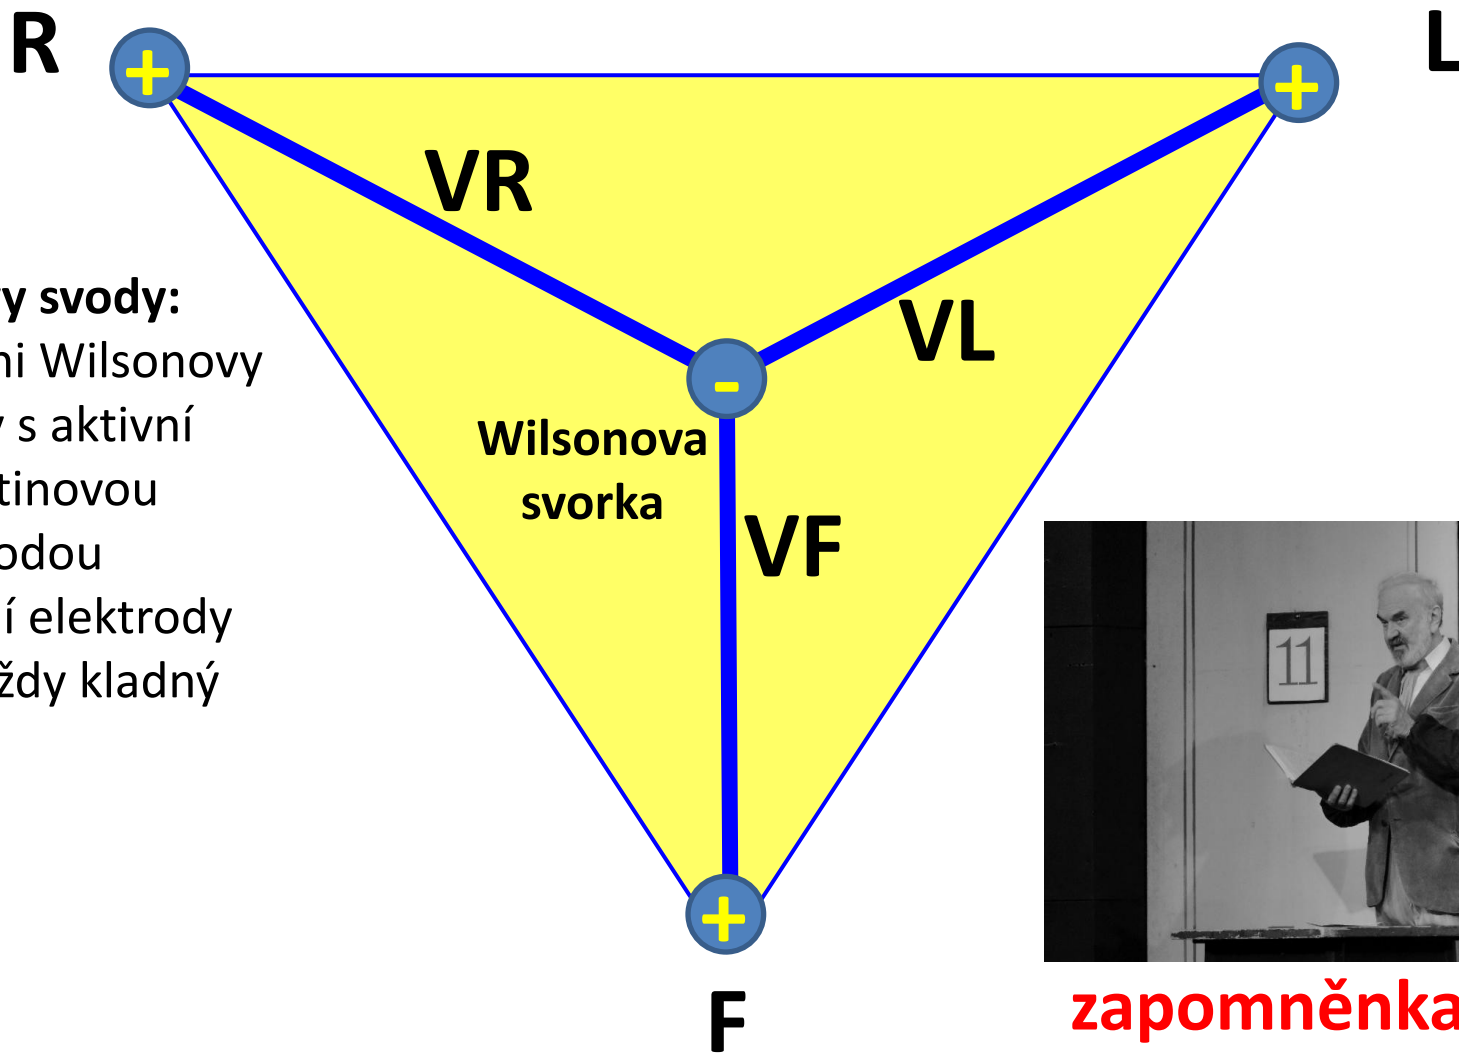 R
L
+
+
VR
VL
y svody:
ni Wilsonovy
s aktivní
tinovou
odou
í elektrody
ždy kladný
-
Wilsonova
svorka
VF
11
+
F
zapomněnka